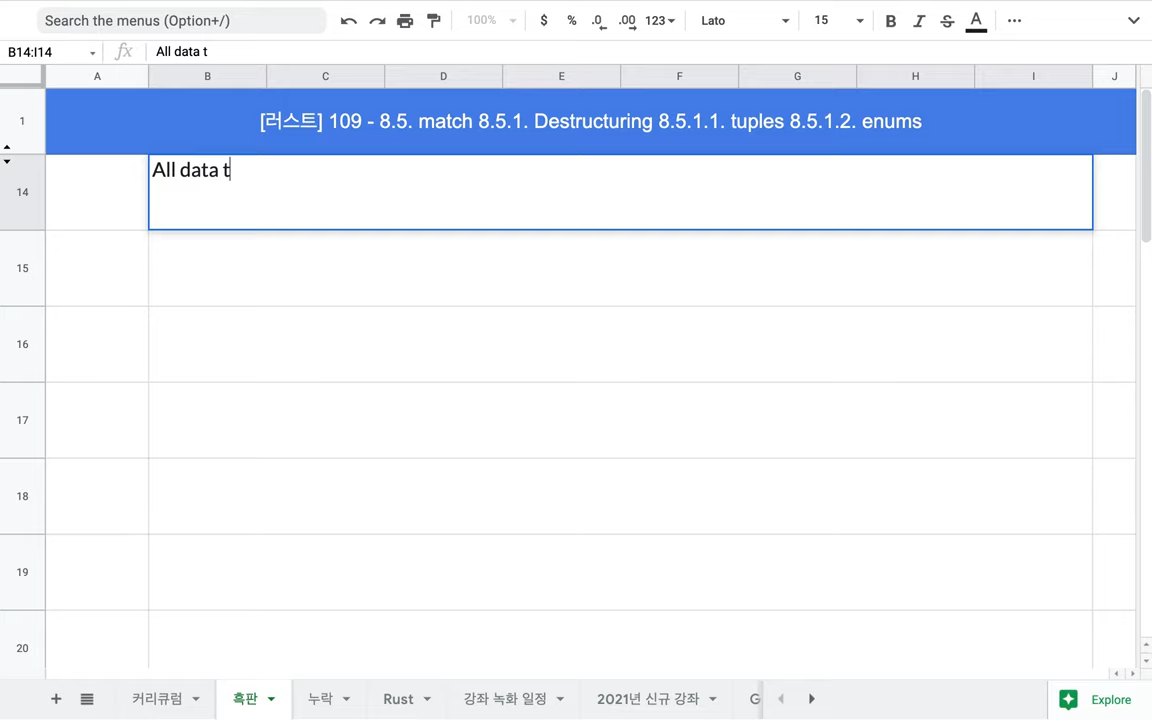 Search the menus (Option+/) 100% $ % .0 .00 123 Lato 15 B I S A
B14:I14 fx All data t
A B C D E F G H I J
1 [러스트] 109 - 8.5. match 8.5.1. Destructuring 8.5.1.1. tuples 8.5.1.2. enums
14 All data t
15
16
17
18
19
20
커리큘럼 흑판 누락 Rust 강좌 녹화 일정 2021년 신규 강좌 G Explore